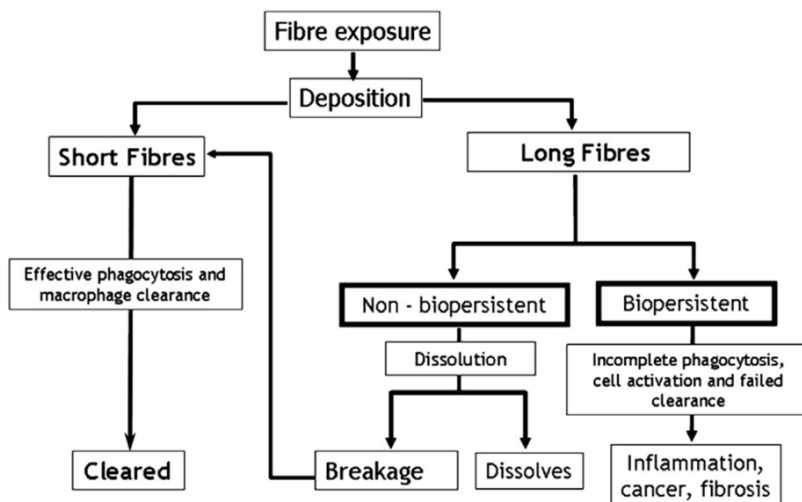 Fibre exposure
Deposition
Short Fibres
Long Fibres
Effective phagocytosis and
macrophage clearance
Non - biopersistent
Biopersistent
Dissolution
Incomplete phagocytosis,
cell activation and failed
clearance
Cleared
Breakage
Dissolves
Inflammation,
cancer, fibrosis